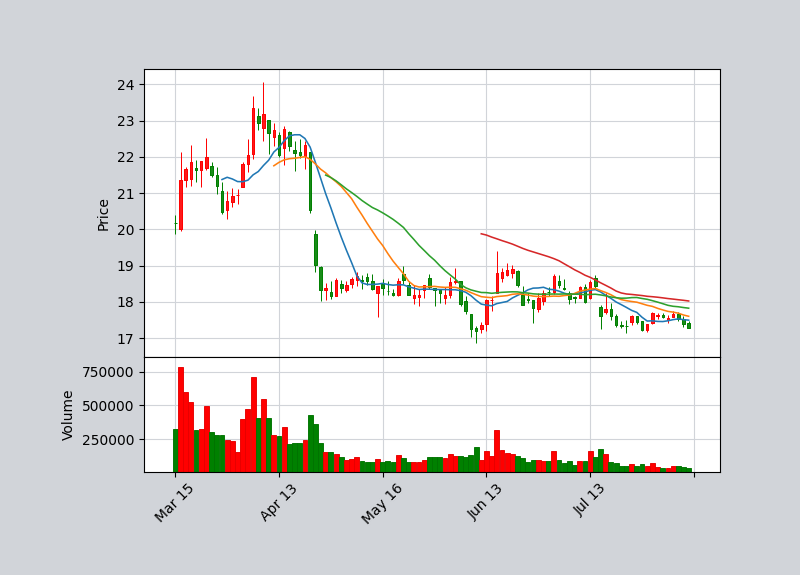 24
23
22
21
20
19
18
17
Price
750000
500000
250000
Volume
Mar 15
Apr 13
May 16
Jun 13
Jul 13